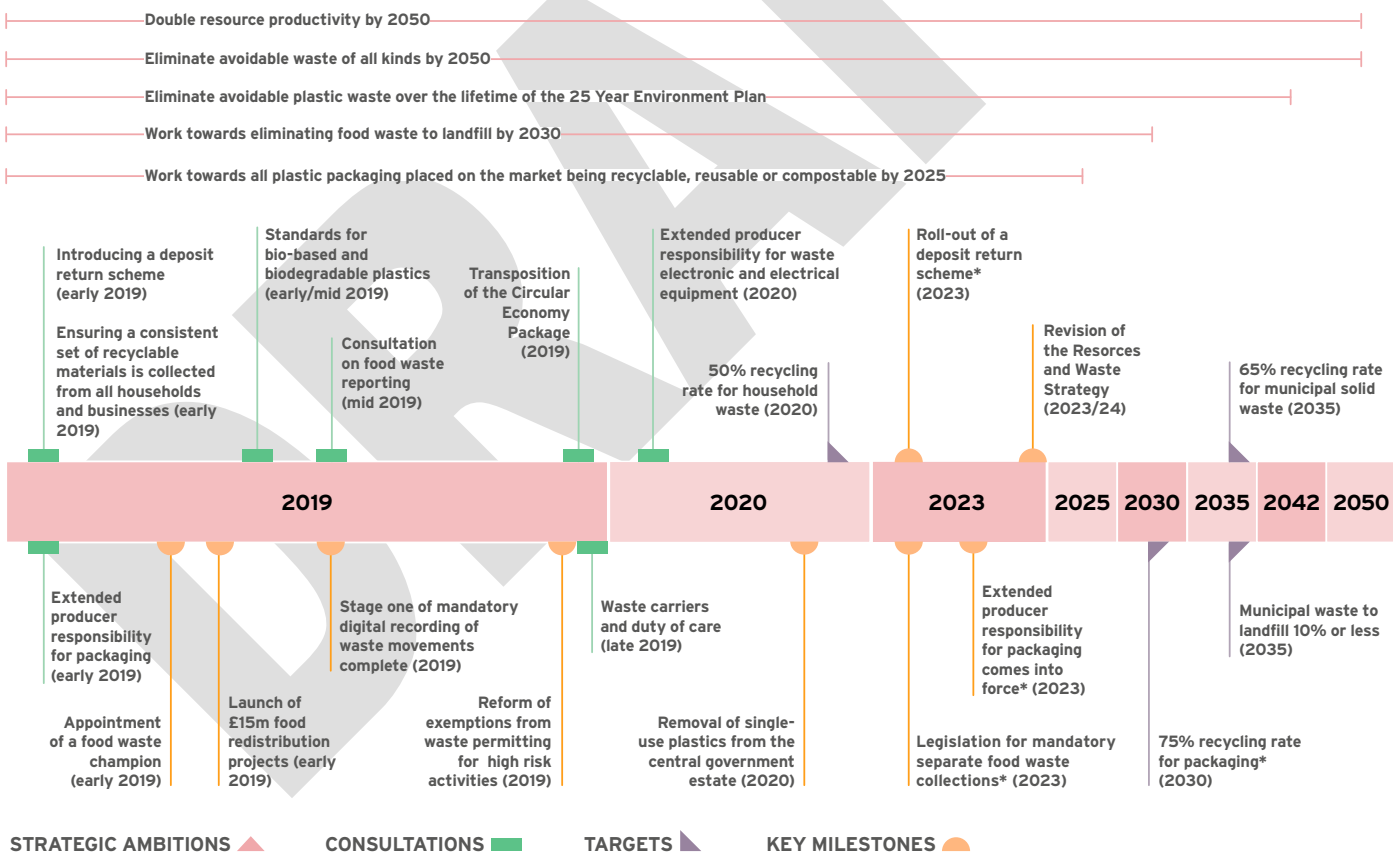 Double resource productivity by 2050
Eliminate avoidable waste of all kinds by 2050
Eliminate avoidable plastic waste over the lifetime of the 25 Year Environment Plan
Work towards eliminating food waste to landfill by 2030
Work towards all plastic packaging placed on the market being recyclable, reusable or compostable by 2025
Introducing a deposit
return scheme
(early 2019)
Ensuring a consistent
set of recyclable
materials is collected
from all households
and businesses (early
2019)
Standards for
bio-based and
biodegradable plastics
(early/mid 2019)
Consultation
on food waste
reporting
(mid 2019)
Transposition
of the Circular
Economy
Package
(2019)
Extended producer
responsibility for waste
electronic and electrical
equipment (2020)
50% recycling
rate for household
waste (2020)
Roll-out of a
deposit return
scheme*
(2023)
Revision of
the Resorces
and Waste
Strategy
(2023/24)
65% recycling rate
for municipal solid
waste (2035)
2019
2020
2023
2025
2030
2035
2042
2050
Extended
producer
responsibility
for packaging
(early 2019)
Appointment
of a food waste
champion
(early 2019)
Launch of
£15m food
redistribution
projects (early
2019)
Stage one of mandatory
digital recording of
waste movements
complete (2019)
Reform of
exemptions from
waste permitting
for high risk
activities (2019)
Waste carriers
and duty of care
(late 2019)
Removal of single-
use plastics from the
central government
estate (2020)
Legislation for mandatory
separate food waste
collections* (2023)
Extended
producer
responsibility
for packaging
comes into
force* (2023)
75% recycling rate
for packaging*
(2030)
Municipal waste to
landfill 10% or less
(2035)
STRATEGIC AMBITIONS
CONSULTATIONS
TARGETS
KEY MILESTONES
DRAF